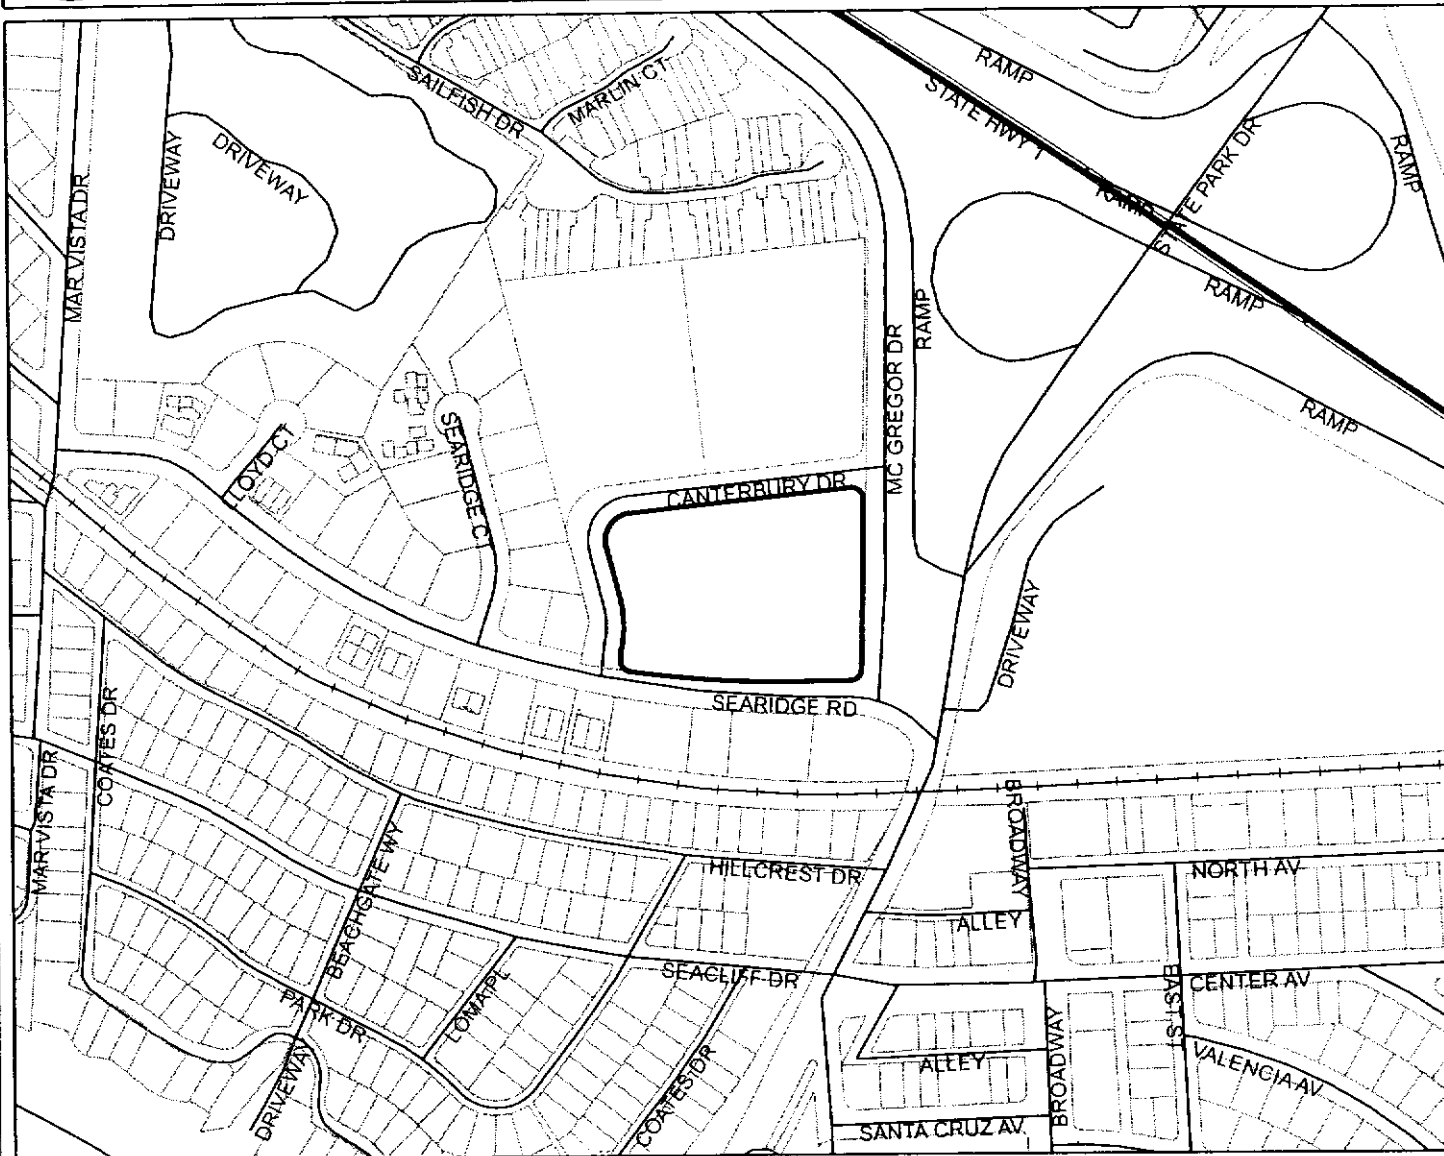 RAMP
SAILFISH DR
MARLIN CT
STATE HWY 1
DRIVEWAY
DRIVEWAY
STATE PARK DR
RAMP
MAR VISTA DR
RAMP
RAMP
RAMP
MC GREGOR DR
RAMP
LLOYD CT
SEARIDGE CT
CANTERBURY DR
DRIVEWAY
SEARIDGE RD
COATES DR
MAR VISTA DR
BROADWAY
HILLCREST DR
NORTH AV
BEACHGATE WY
ALLEY
SEACLIFF DR
CENTER AV
EAST ST
PARK DR
LOMA PL
ALLEY
BROADWAY
VALENCIA AV
DRIVEWAY
COATES DR
SANTA CRUZ AV